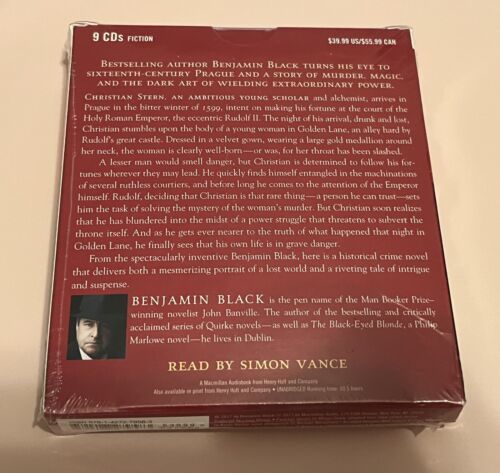 9 CDs FICTION
$39.99 US/$55.99 CAN
BESTSELLING AUTHOR BENJAMIN BLACK TURNS HIS EYE TO
SIXTEENTH-CENTURY PRAGUE AND A STORY OF MURDER, MAGIC,
AND THE DARK ART OF WIELDING EXTRAORDINARY POWER.
CHRISTIAN STERN, AN AMBITIOUS YOUNG SCHOLAR and alchemist, arrives in
Prague in the bitter winter of 1599, intent on making his fortune at the court of the
Holy Roman Emperor, the eccentric Rudolf II. The night of his arrival, drunk and lost,
Christian stumbles upon the body of a young woman in Golden Lane, an alley hard by
Rudolf's great castle. Dressed in a velvet gown, wearing a large gold medallion around
her neck, the woman is clearly well-born—or was, for her throat has been slashed.
A lesser man would smell danger, but Christian is determined to follow his for-
tunes wherever they may lead. He quickly finds himself entangled in the machinations
of several ruthless courtiers, and before long he comes to the attention of the Emperor
himself. Rudolf, deciding that Christian is that rare thing—a person he can trust—sets
him the task of solving the mystery of the woman's murder. But Christian soon realizes
that he has blundered into the midst of a power struggle that threatens to subvert the
throne itself. And as he gets ever nearer to the truth of what happened that night in
Golden Lane, he finally sees that his own life is in grave danger.
From the spectacularly inventive Benjamin Black, here is a historical crime novel
that delivers both a mesmerizing portrait of a lost world and a riveting tale of intrigue
and suspense.
BENJAMIN BLACK is the pen name of the Man Booker Prize–
winning novelist John Banville. The author of the bestselling and critically
acclaimed series of Quirke novels—as well as The Black-Eyed Blonde, a Philip
Marlowe novel—he lives in Dublin.
READ BY SIMON VANCE
A Macmillan Audiobook from Henry Holt and Company
Also available in print from Henry Holt and Company • UNABRIDGED Running time: 10.5 hours